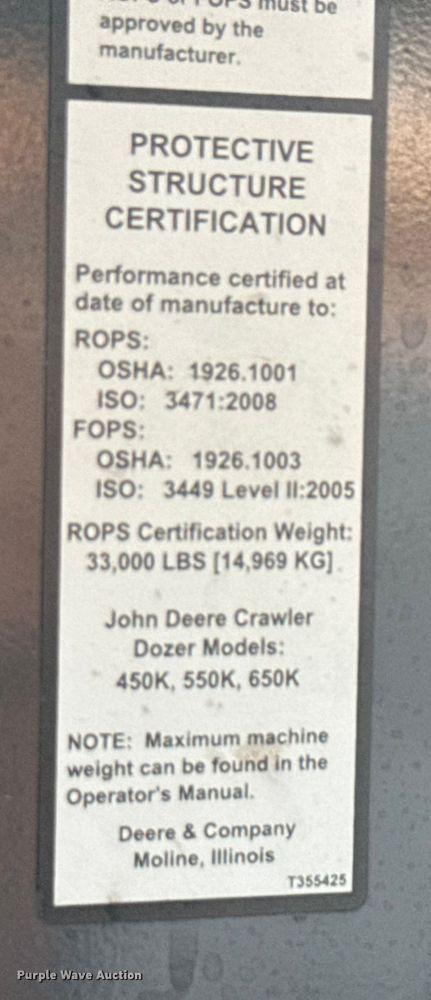 must be
approved by the
manufacturer.
PROTECTIVE
STRUCTURE
CERTIFICATION
Performance certified at
date of manufacture to:
ROPS:
OSHA: 1926.1001
ISO: 3471:2008
FOPS:
OSHA: 1926.1003
ISO: 3449 Level II:2005
ROPS Certification Weight:
33,000 LBS [14,969 KG]
John Deere Crawler
Dozer Models:
450K, 550K, 650K
NOTE: Maximum machine
weight can be found in the
Operator's Manual.
Deere & Company
Moline, Illinois
T355425
Purple Wave Auction